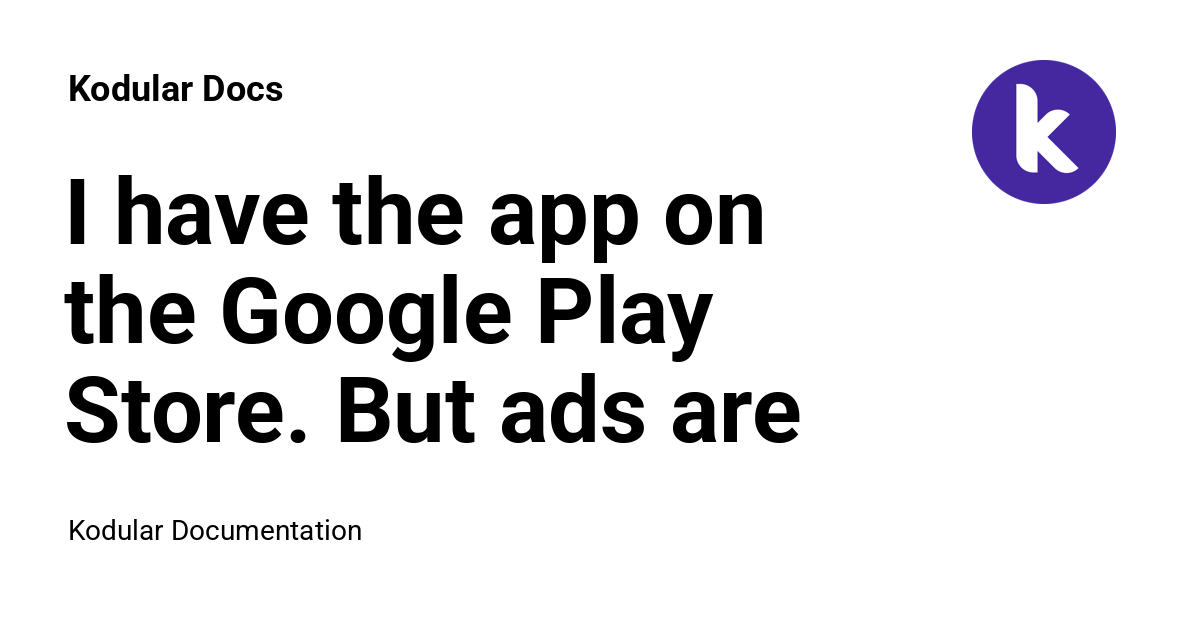 Kodular Docs
k
I have the app on
the Google Play
Store. But ads are
Kodular Documentation